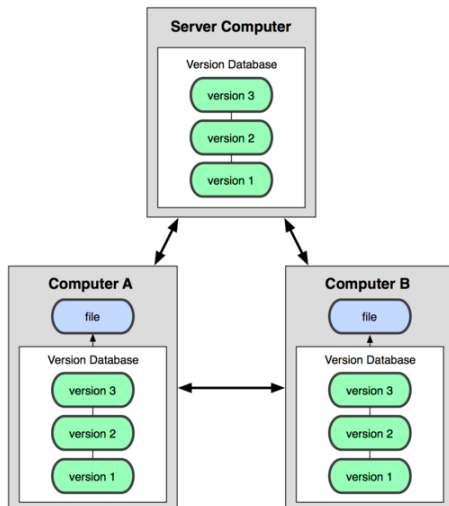 Server Computer
Version Database
version 3
version 2
version 1
Computer A
file
Version Database
version 3
version 2
version 1
Computer B
file
Version Database
version 3
version 2
version 1